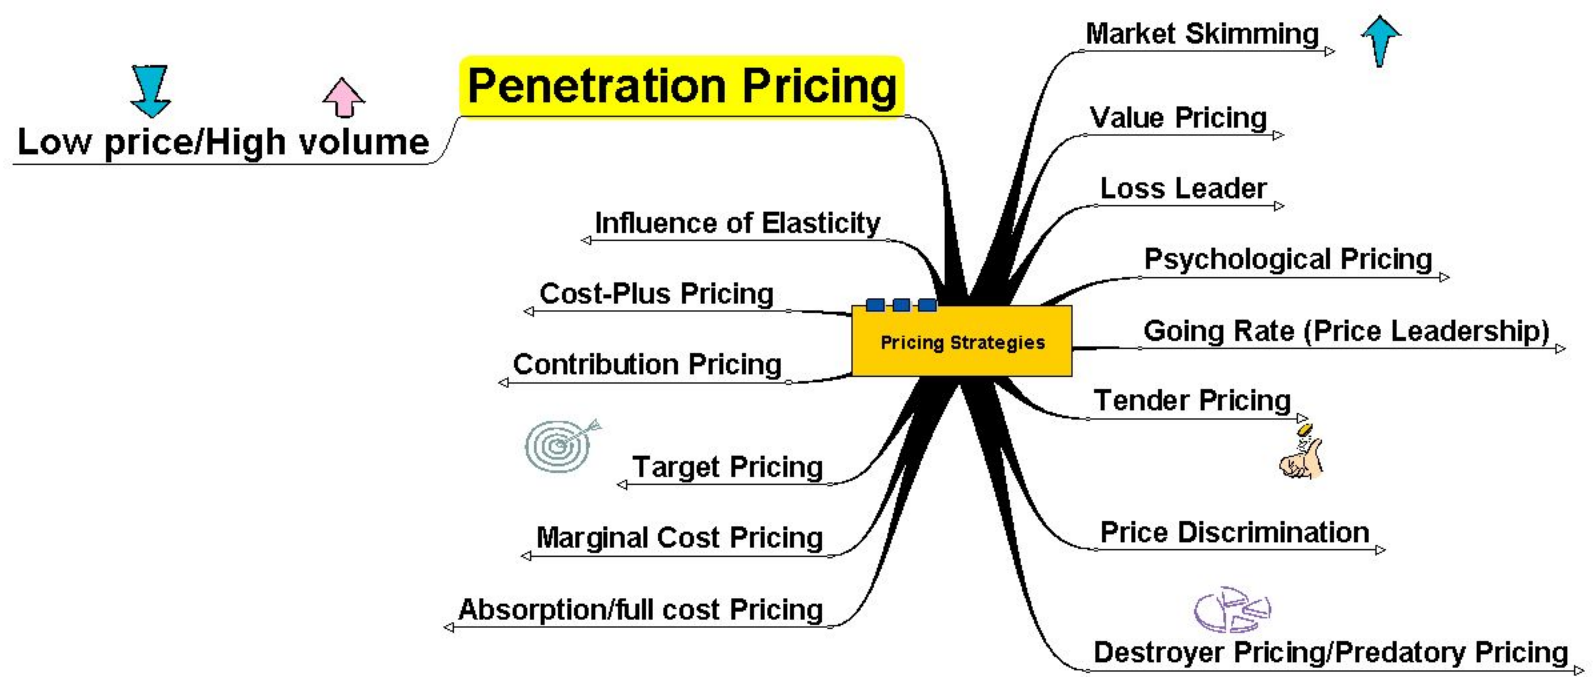 Penetration Pricing
Low price/High volume
Influence of Elasticity
Cost-Plus Pricing
Contribution Pricing
Target Pricing
Marginal Cost Pricing
Absorption/full cost Pricing
Pricing Strategies
Market Skimming
Value Pricing
Loss Leader
Psychological Pricing
Going Rate (Price Leadership)
Tender Pricing
Price Discrimination
Destroyer Pricing/Predatory Pricing